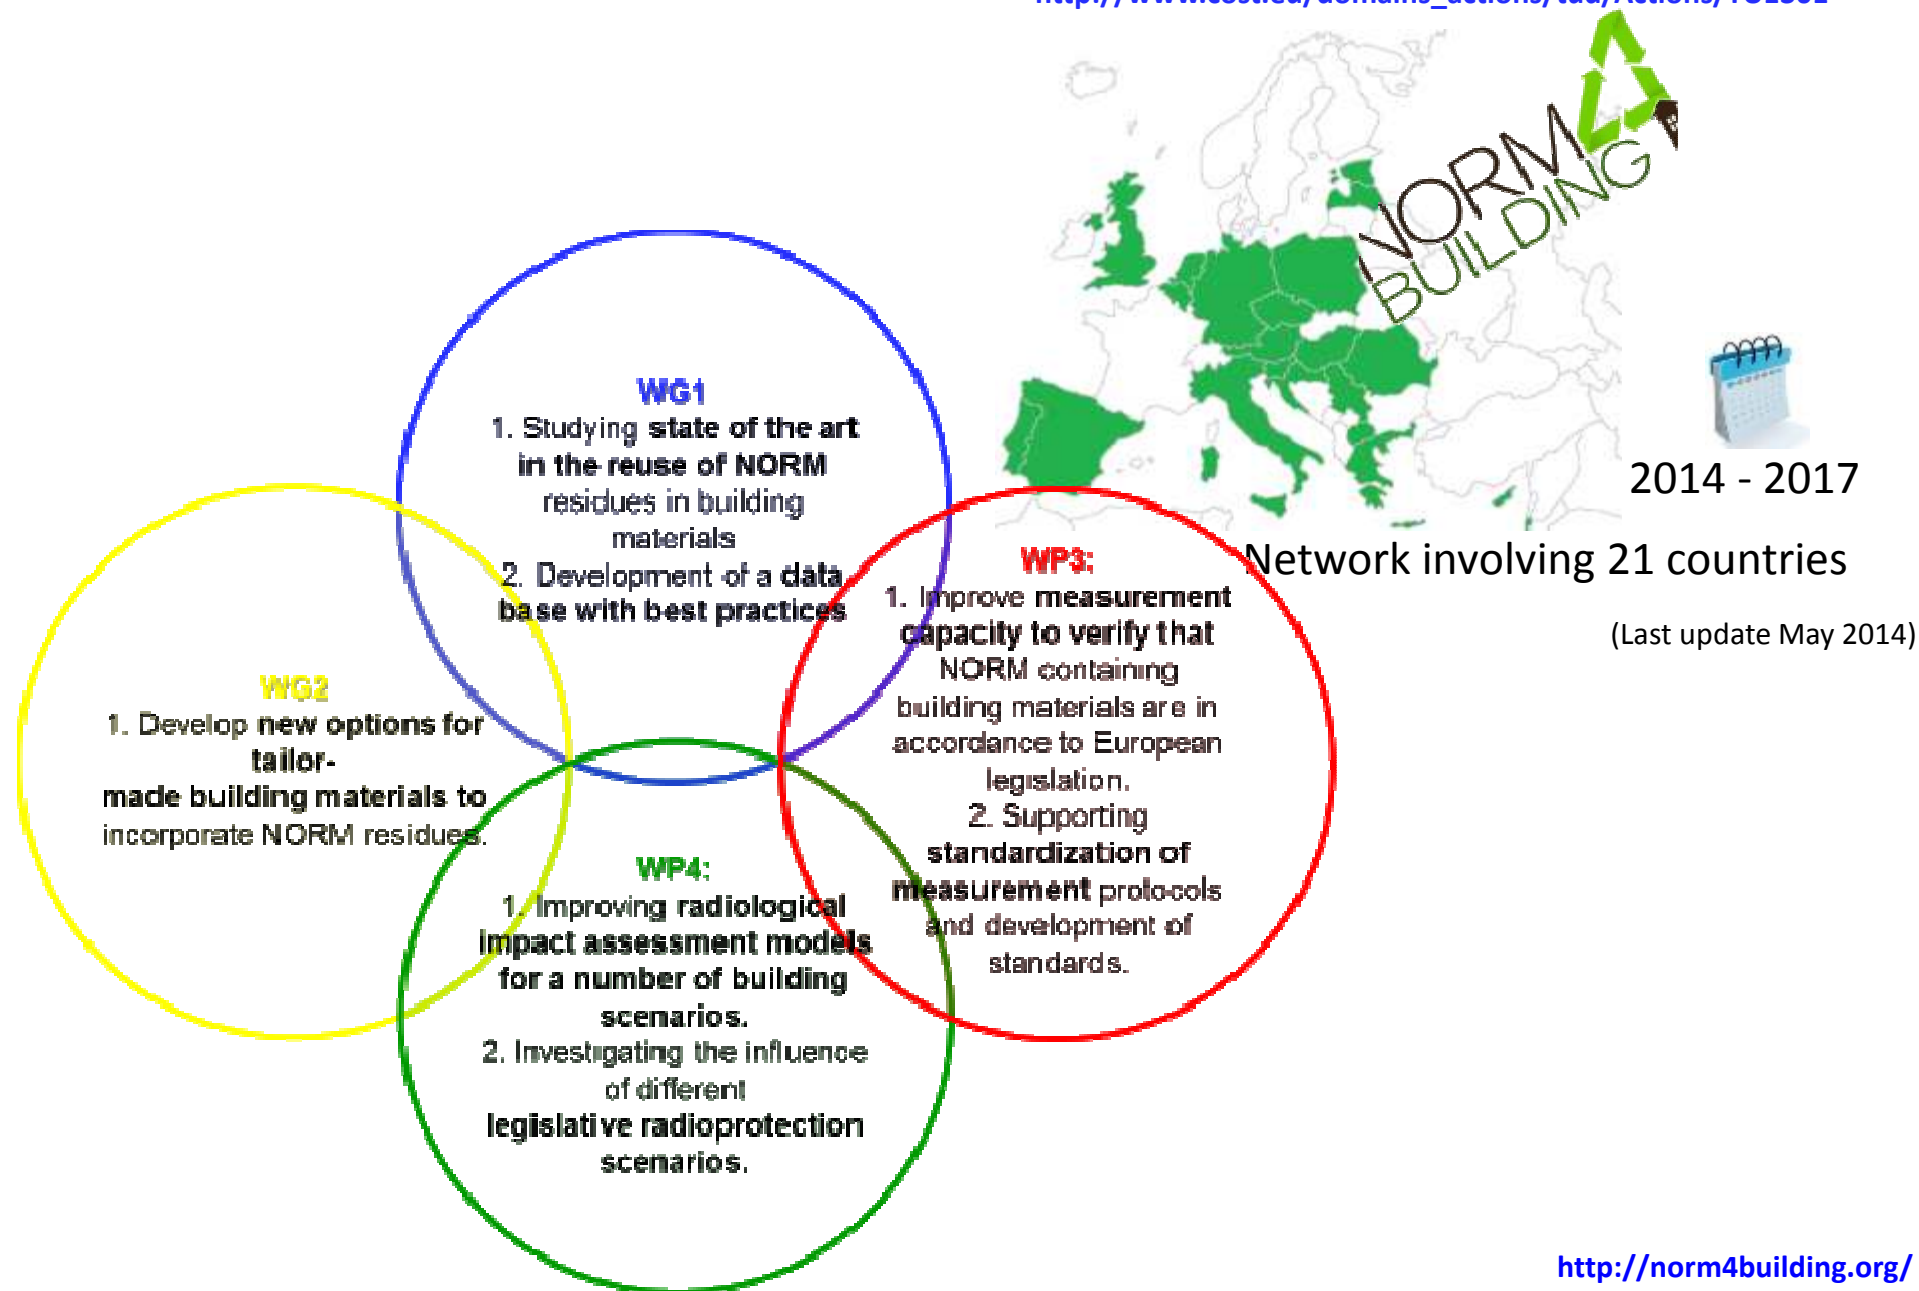 NORM4
BUILDING
2014 - 2017
Network involving 21 countries
(Last update May 2014)
WG1
1. Studying state of the art
in the reuse of NORM
residues in building
materials
2. Development of a data
base with best practices
WG2
1. Develop new options for
tailor-
made building materials to
incorporate NORM residues.
WP3:
1. Improve measurement
capacity to verify that
NORM containing
building materials are in
accordance to European
legislation.
2. Supporting
standardization of
measurement protocols
and development of
standards.
WP4:
1. Improving radiological
impact assessment models
for a number of building
scenarios.
2. Investigating the influence
of different
legislative radioprotection
scenarios.
http://norm4building.org/